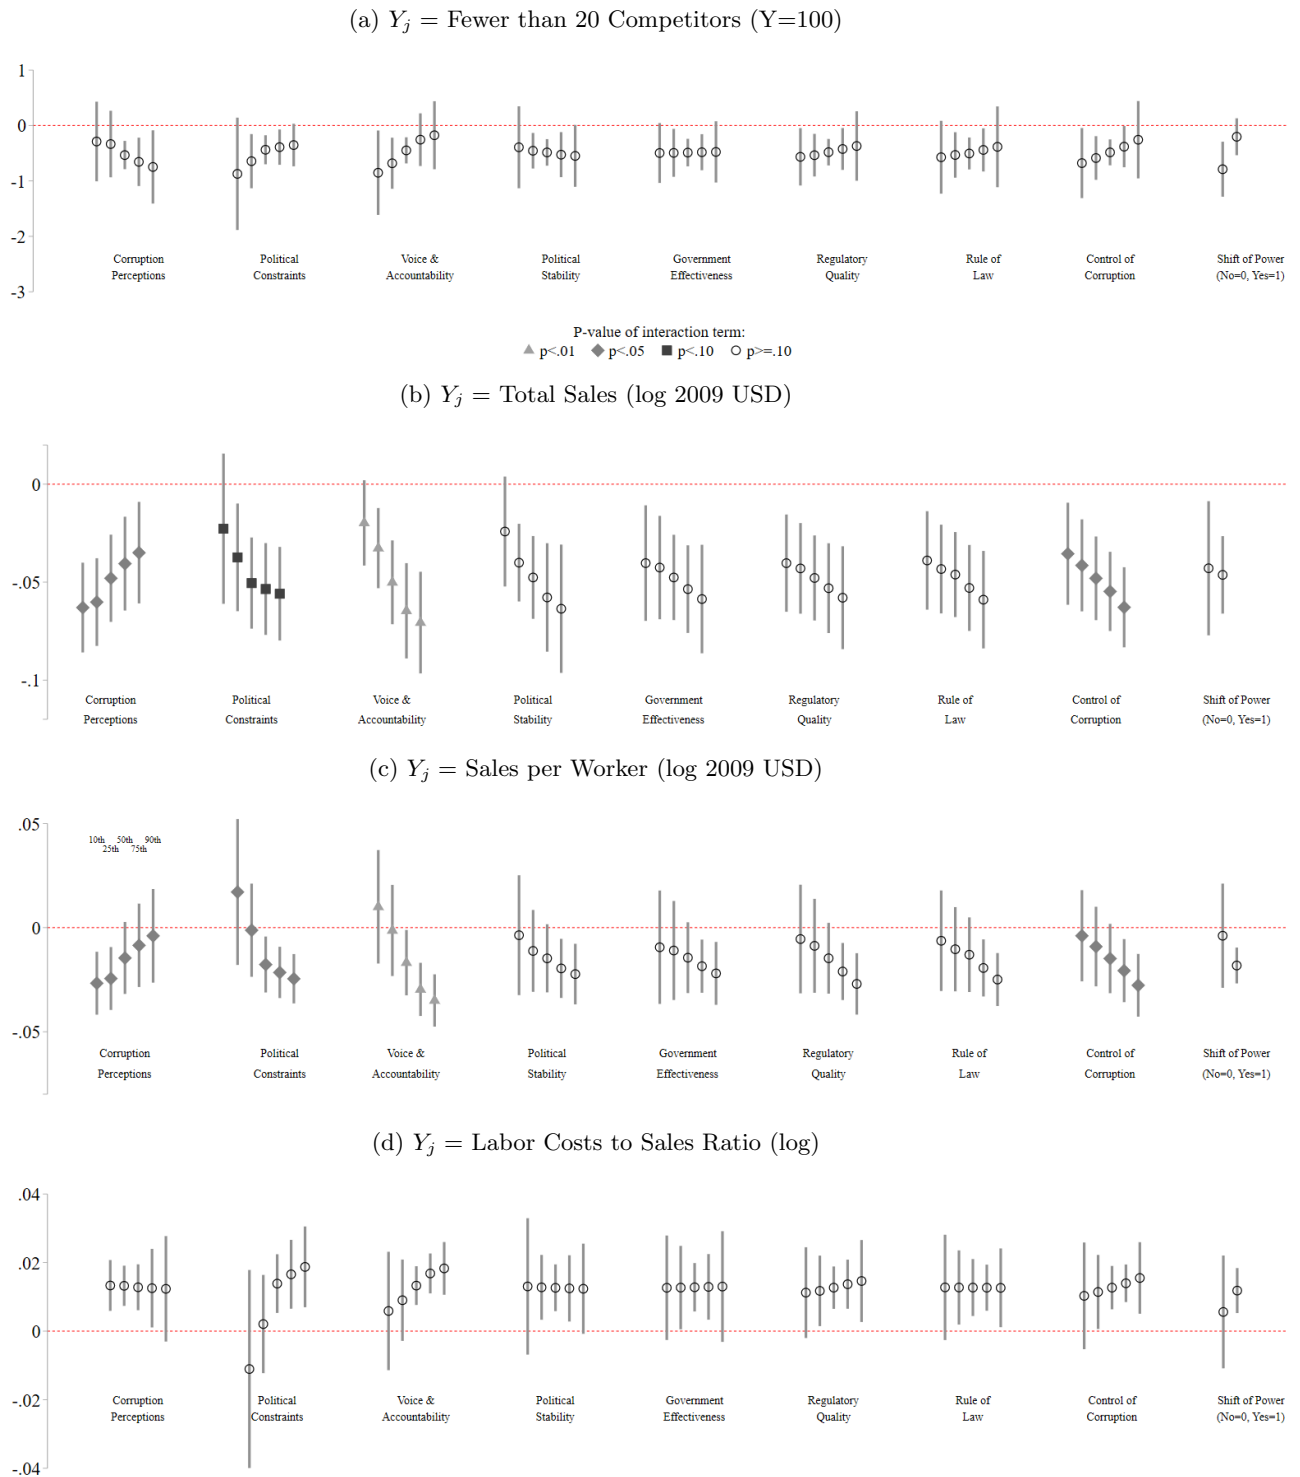 (a) Yj = Fewer than 20 Competitors (Y=100)
1
0
-1
-2
-3
Corruption Perceptions
Political Constraints
Voice & Accountability
Political Stability
Government Effectiveness
Regulatory Quality
Rule of Law
Control of Corruption
Shift of Power (No=0, Yes=1)
P-value of interaction term:
p<.01 p<.05 p<.10 p>=.10
(b) Yj = Total Sales (log 2009 USD)
0
-.05
-.1
Corruption Perceptions
Political Constraints
Voice & Accountability
Political Stability
Government Effectiveness
Regulatory Quality
Rule of Law
Control of Corruption
Shift of Power (No=0, Yes=1)
(c) Yj = Sales per Worker (log 2009 USD)
.05
0
-.05
10th 50th 90th
25th 75th
Corruption Perceptions
Political Constraints
Voice & Accountability
Political Stability
Government Effectiveness
Regulatory Quality
Rule of Law
Control of Corruption
Shift of Power (No=0, Yes=1)
(d) Yj = Labor Costs to Sales Ratio (log)
.04
.02
0
-.02
-.04
Corruption Perceptions
Political Constraints
Voice & Accountability
Political Stability
Government Effectiveness
Regulatory Quality
Rule of Law
Control of Corruption
Shift of Power (No=0, Yes=1)